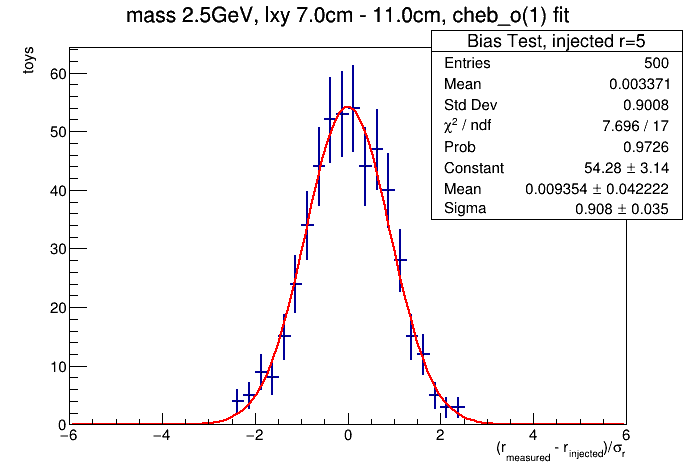 mass 2.5GeV, lxy 7.0cm - 11.0cm, cheb_o(1) fit
toys
Bias Test, injected r=5
Entries 500
Mean 0.003371
Std Dev 0.9008
χ² / ndf 7.696 / 17
Prob 0.9726
Constant 54.28 ± 3.14
Mean 0.009354 ± 0.042222
Sigma 0.908 ± 0.035
60
50
40
30
20
10
0
−6 −4 −2 0 2 4 6
(r_measured - r_injected)/σ_r